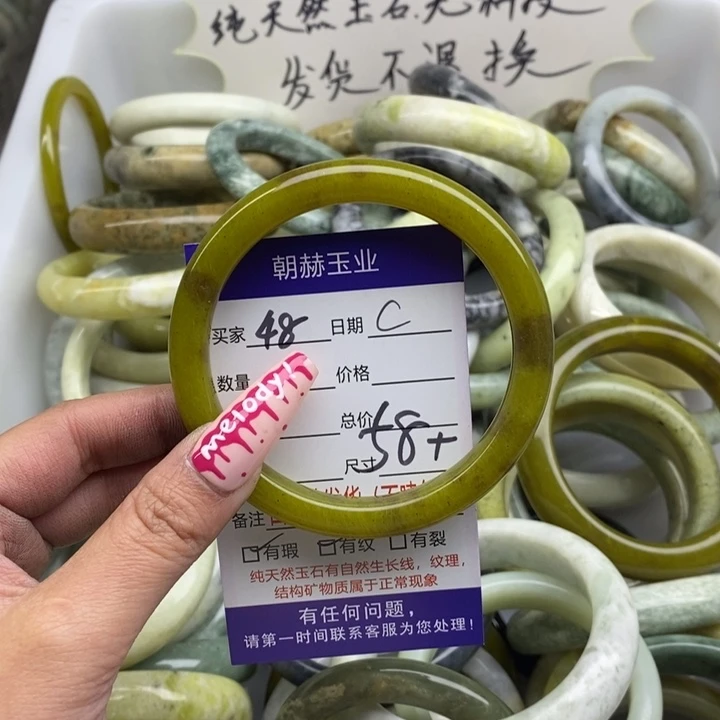 纯天然玉石.无
发货不退换
朝赫玉业
买家 48 日期 C
数量 价格
总价
58+
尺寸
备注
☑有瑕 ☑有纹 ☐有裂
纯天然玉石有自然生长线，纹理，
结构矿物质属于正常现象
有任何问题，
请第一时间联系客服为您处理!
melody!